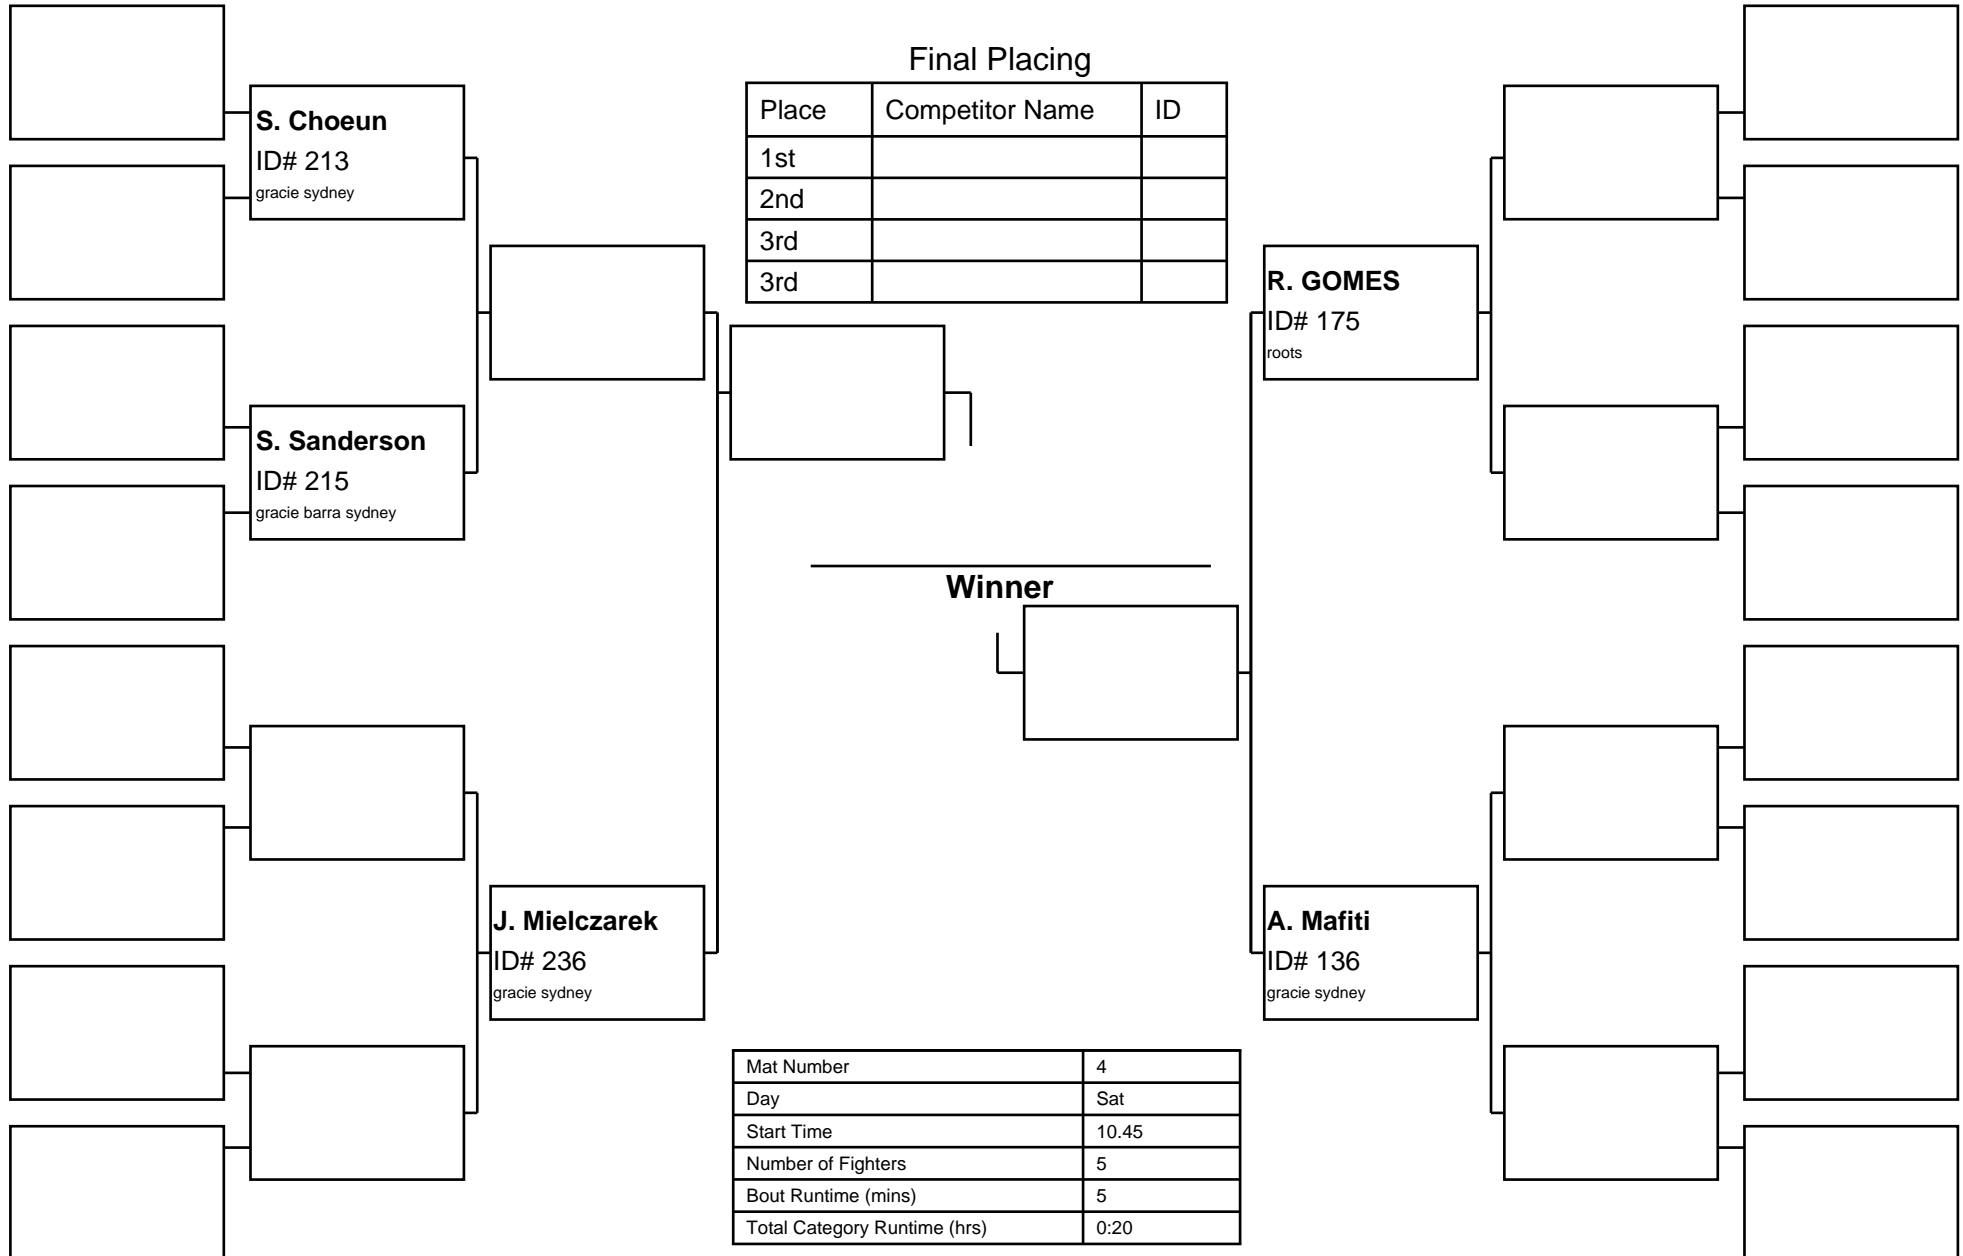 Final Placing
Place Competitor Name ID
1st
2nd
3rd
3rd
S. Choeun
ID# 213
gracie sydney
S. Sanderson
ID# 215
gracie barra sydney
J. Mielczarek
ID# 236
gracie sydney
R. GOMES
ID# 175
roots
A. Mafiti
ID# 136
gracie sydney
Winner
Mat Number 4
Day Sat
Start Time 10.45
Number of Fighters 5
Bout Runtime (mins) 5
Total Category Runtime (hrs) 0:20